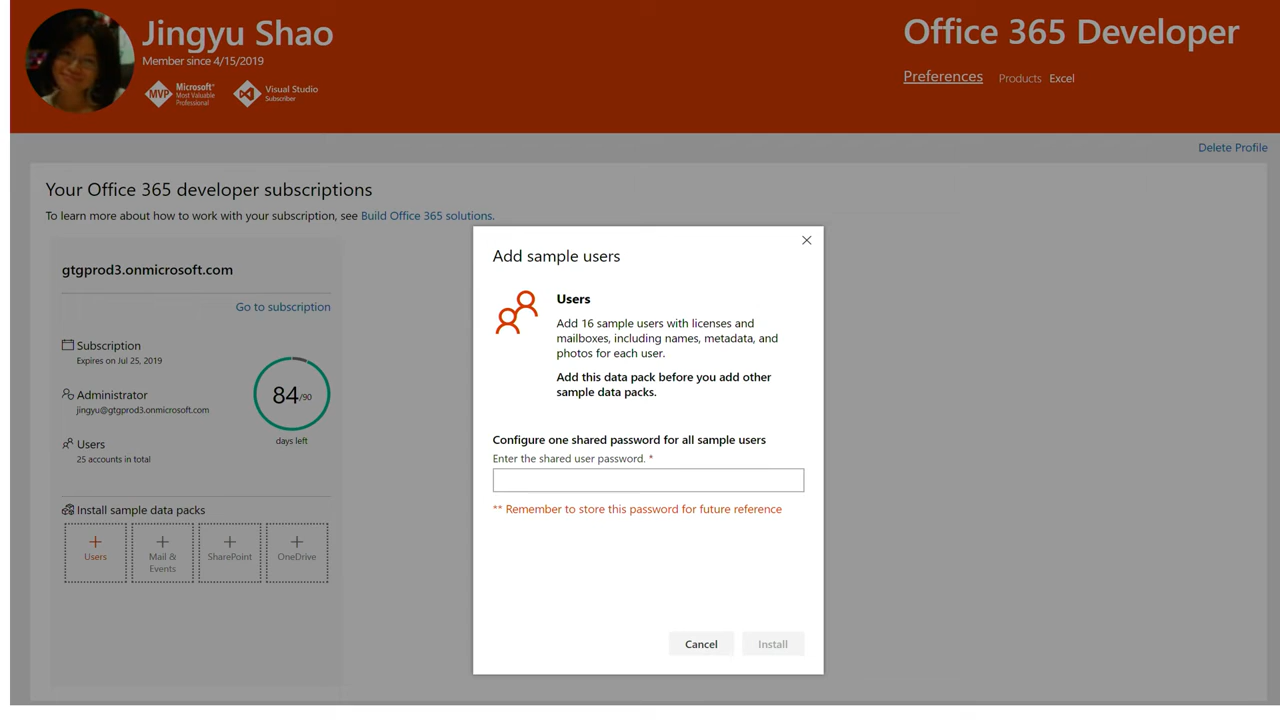 Jingyu Shao
Member since 4/15/2019
MVP
Microsoft®
Most Valuable
Professional
Visual Studio
Subscriber
Office 365 Developer
Preferences Products Excel
Delete Profile
Your Office 365 developer subscriptions
To learn more about how to work with your subscription, see Build Office 365 solutions.
gtgprod3.onmicrosoft.com
Go to subscription
Subscription
Expires on Jul 25, 2019
Administrator
jingyu@gtgprod3.onmicrosoft.com
84/90
days left
Users
25 accounts in total
Install sample data packs
Users
Mail &
Events
SharePoint
OneDrive
Add sample users
Users
Add 16 sample users with licenses and
mailboxes, including names, metadata, and
photos for each user.
Add this data pack before you add other
sample data packs.
Configure one shared password for all sample users
Enter the shared user password. *
** Remember to store this password for future reference
Cancel
Install